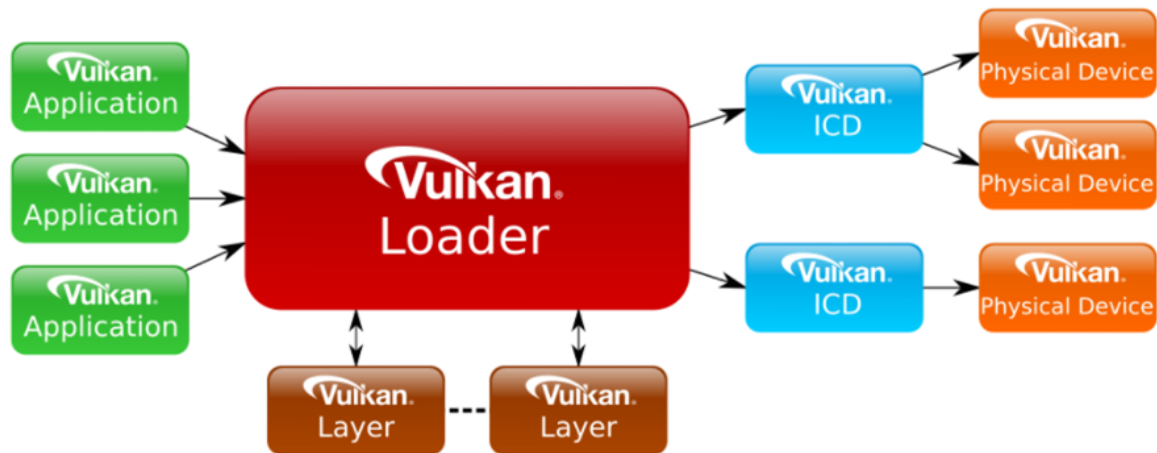 Vulkan®
Application
Vulkan®
Application
Vulkan®
Application
Vulkan®
Loader
Vulkan®
Layer
Vulkan®
Layer
Vulkan®
ICD
Vulkan®
ICD
Vulkan®
Physical Device
Vulkan®
Physical Device
Vulkan®
Physical Device